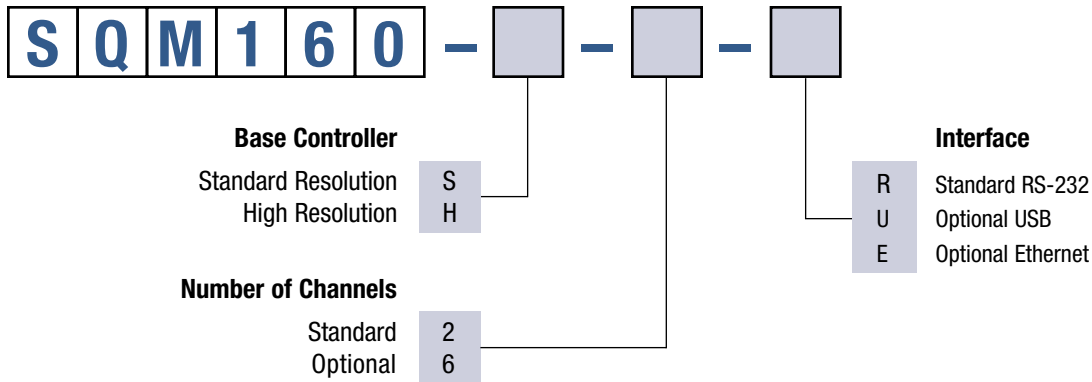 SQM160 – –  –
Base Controller
Standard Resolution S
High Resolution H
Number of Channels
Standard 2
Optional 6
Interface
R Standard RS-232
U Optional USB
E Optional Ethernet